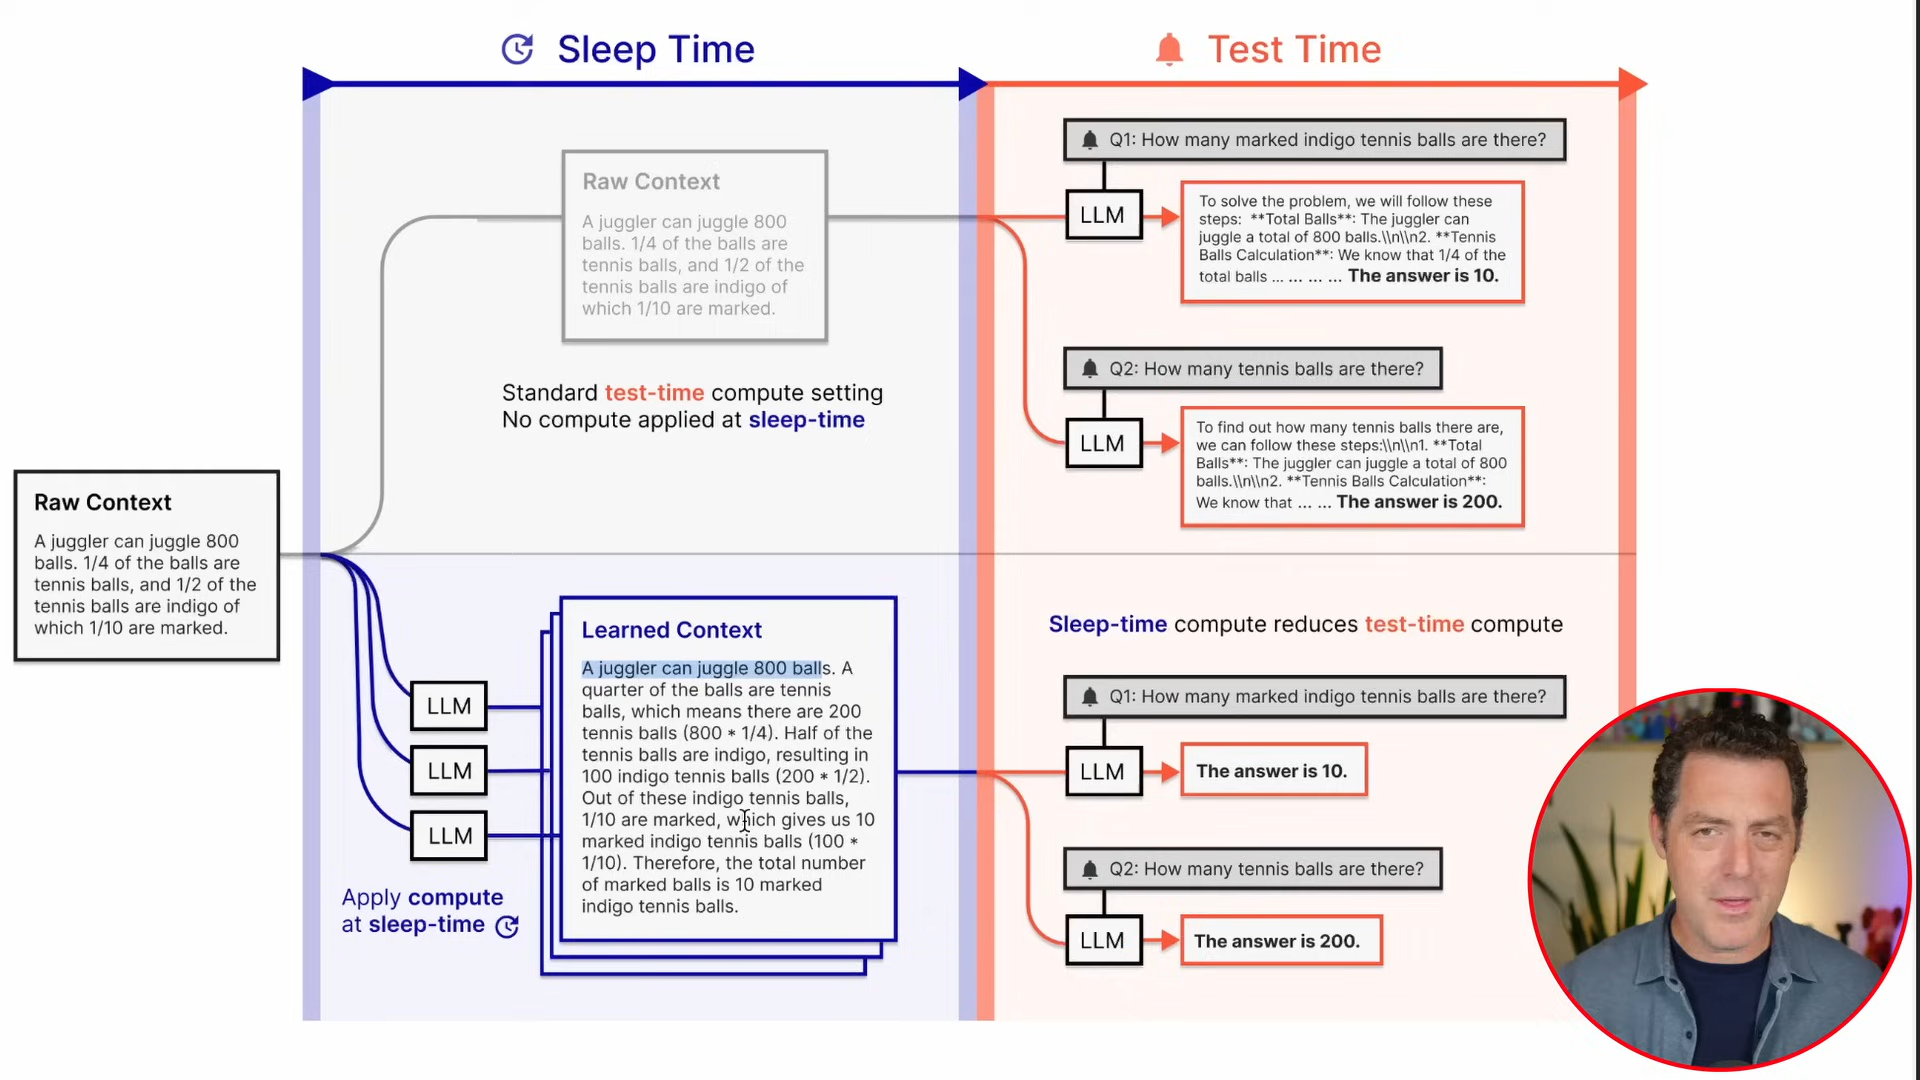 Sleep Time
Test Time
Raw Context
A juggler can juggle 800
balls. 1/4 of the balls are
tennis balls, and 1/2 of the
tennis balls are indigo of
which 1/10 are marked.
Raw Context
A juggler can juggle 800
balls. 1/4 of the balls are
tennis balls, and 1/2 of the
tennis balls are indigo of
which 1/10 are marked.
Standard test-time compute setting
No compute applied at sleep-time
Q1: How many marked indigo tennis balls are there?
LLM
To solve the problem, we will follow these
steps: **Total Balls**: The juggler can
juggle a total of 800 balls.\\n\\n2. **Tennis
Balls Calculation**: We know that 1/4 of the
total balls ... ... ... ... The answer is 10.
Q2: How many tennis balls are there?
LLM
To find out how many tennis balls there are,
we can follow these steps:\\n\\n1. **Total
Balls**: The juggler can juggle a total of 800
balls.\\n\\n2. **Tennis Balls Calculation**:
We know that ... ... The answer is 200.
LLM
LLM
LLM
Apply compute
at sleep-time
Learned Context
A juggler can juggle 800 balls. A
quarter of the balls are tennis
balls, which means there are 200
tennis balls (800 * 1/4). Half of the
tennis balls are indigo, resulting in
100 indigo tennis balls (200 * 1/2).
Out of these indigo tennis balls,
1/10 are marked, which gives us 10
marked indigo tennis balls (100 *
1/10). Therefore, the total number
of marked balls is 10 marked
indigo tennis balls.
Sleep-time compute reduces test-time compute
Q1: How many marked indigo tennis balls are there?
LLM
The answer is 10.
Q2: How many tennis balls are there?
LLM
The answer is 200.